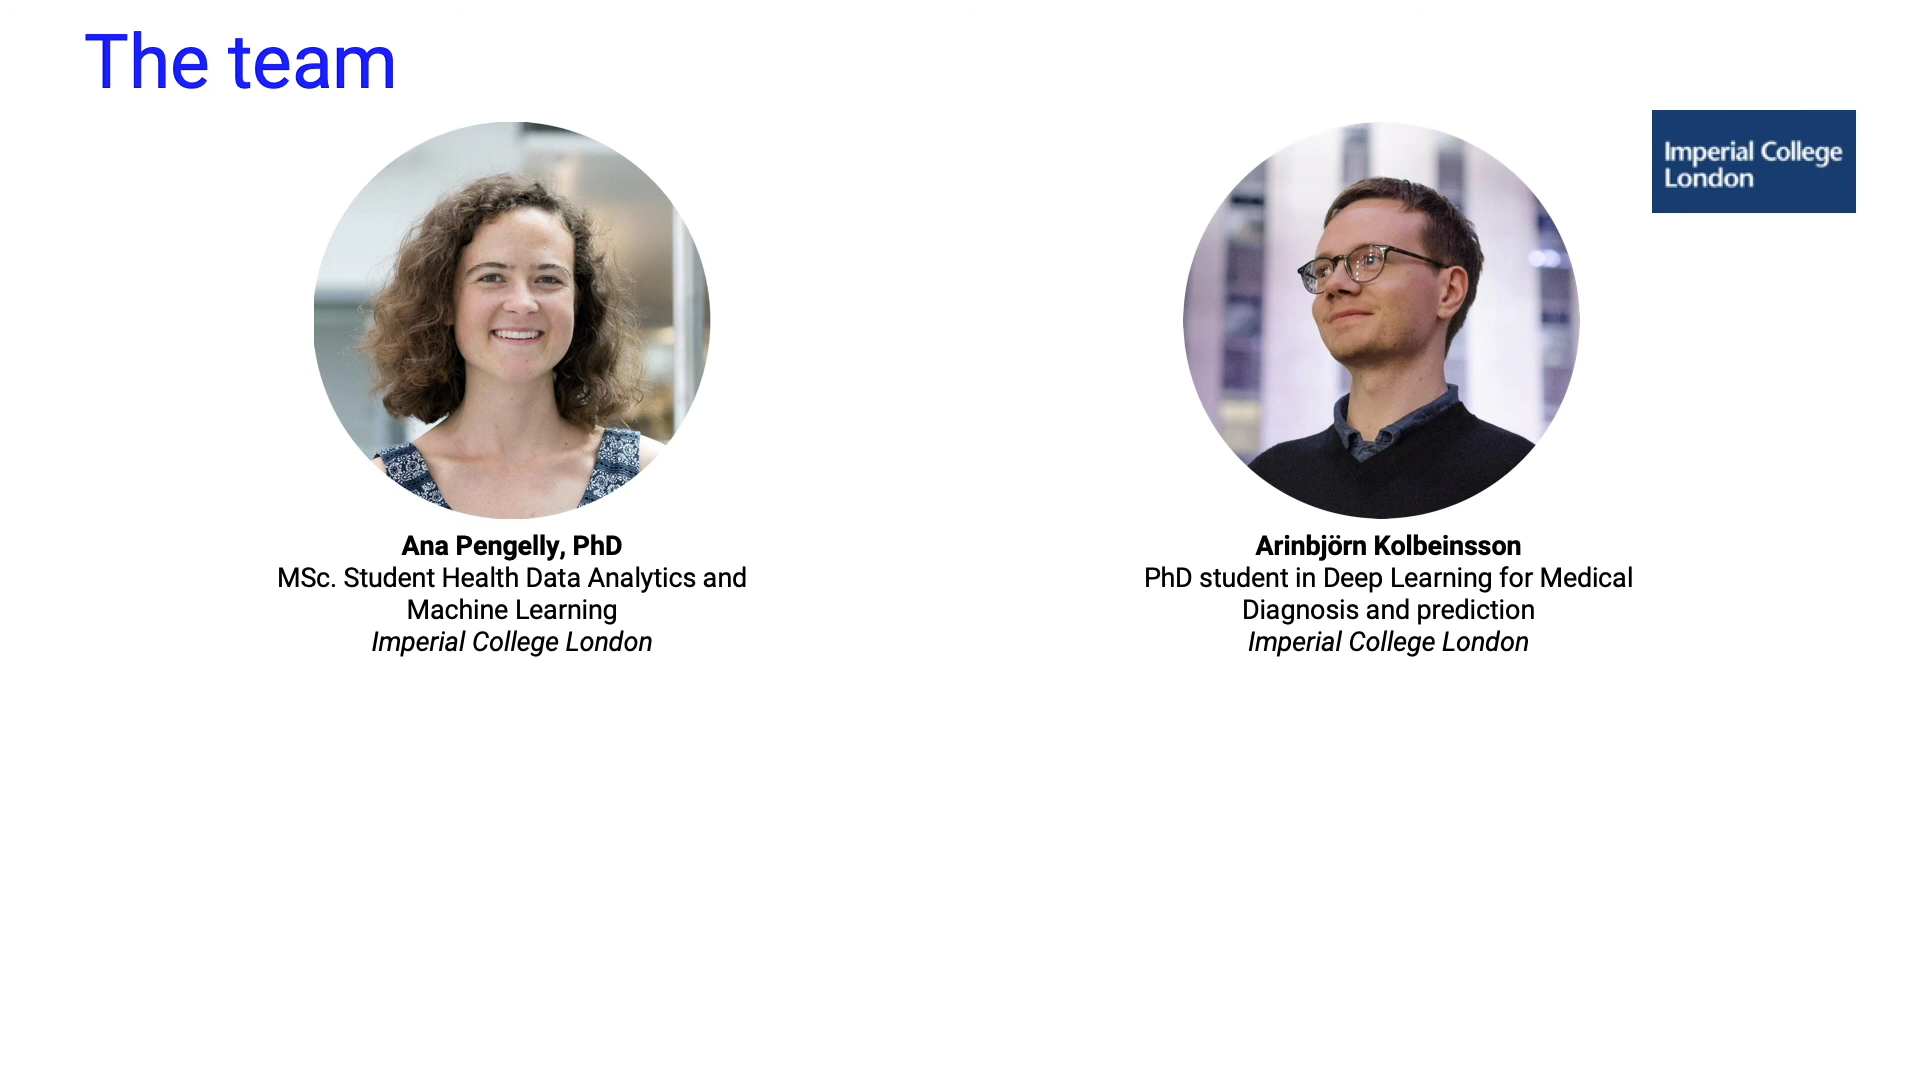 The team
Imperial College
London
Ana Pengelly, PhD
MSc. Student Health Data Analytics and
Machine Learning
Imperial College London
Arinbjörn Kolbeinsson
PhD student in Deep Learning for Medical
Diagnosis and prediction
Imperial College London